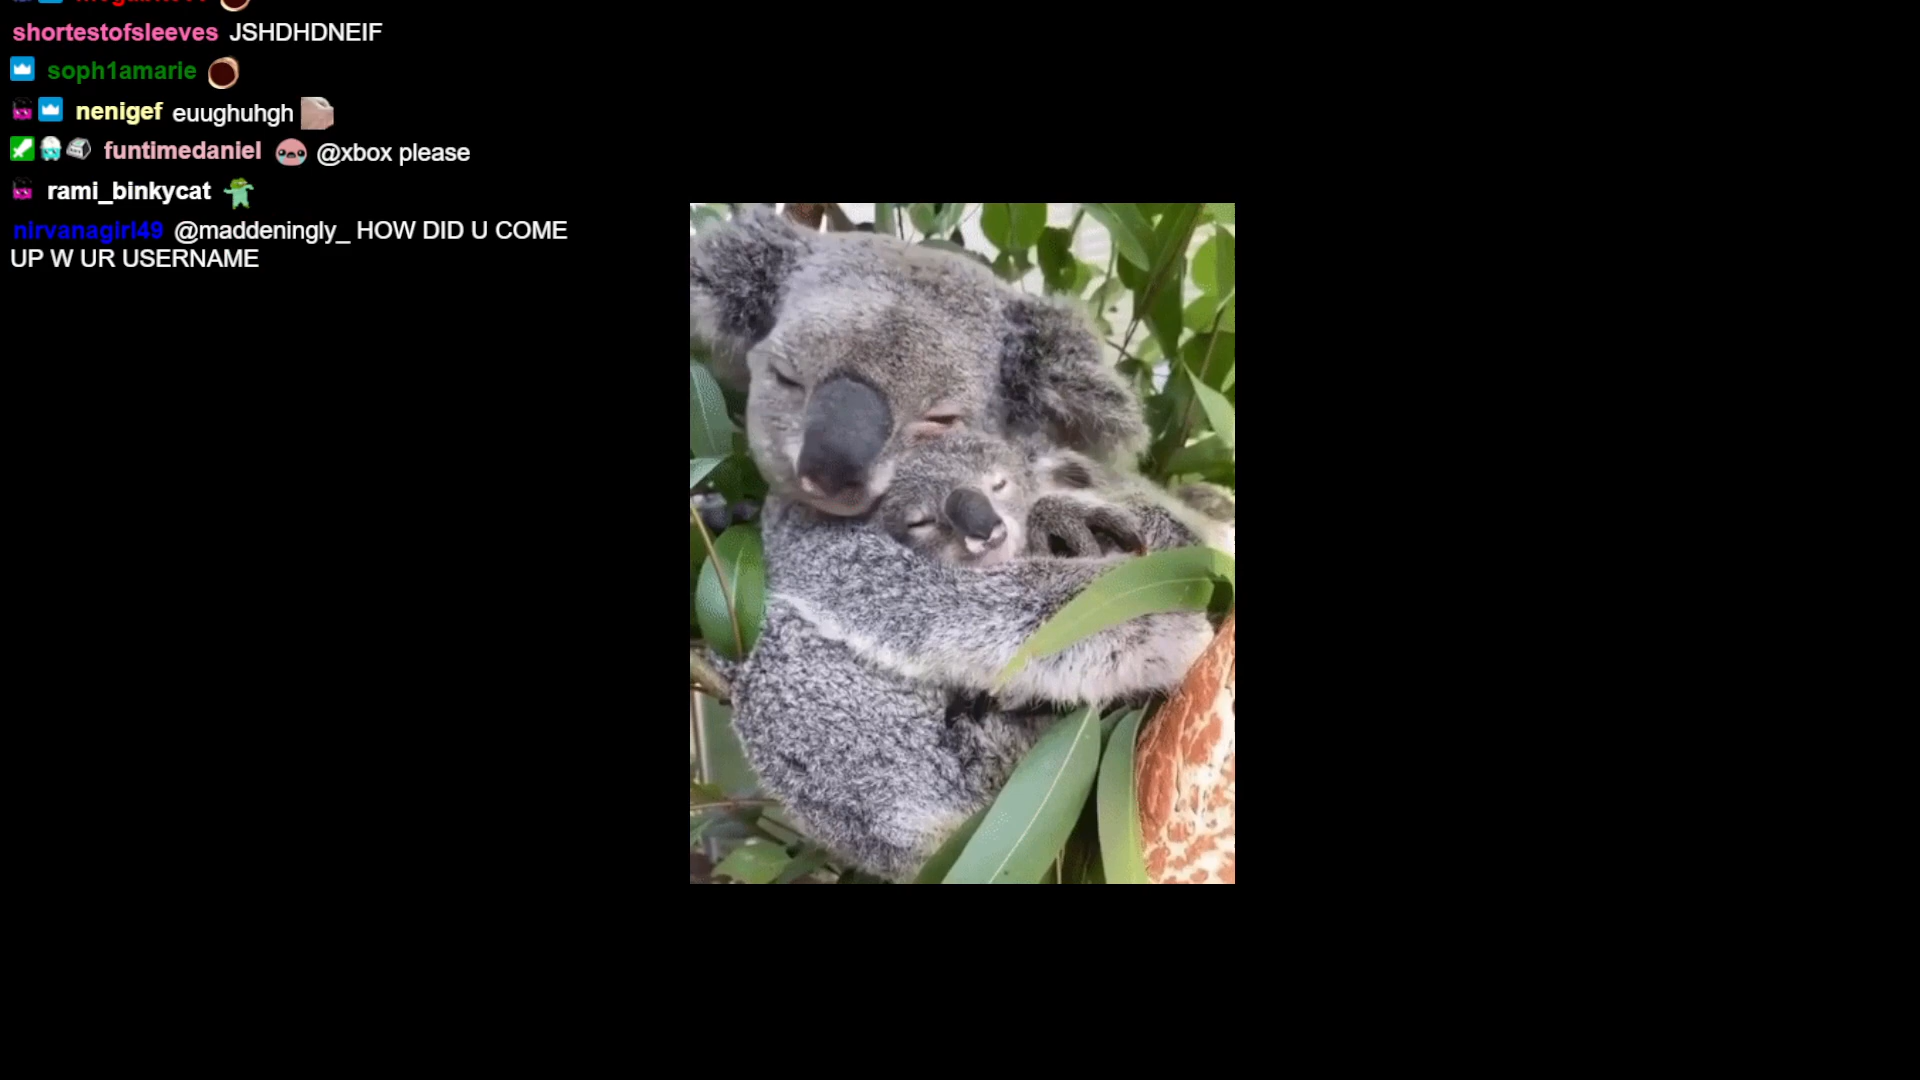 shortestofsleeves JSHDHDNEIF
soph1amarie
nenigef euughuhgh
funtimedaniel @xbox please
rami_binkycat
nirvanagirl49 @maddeningly_ HOW DID U COME
UP W UR USERNAME